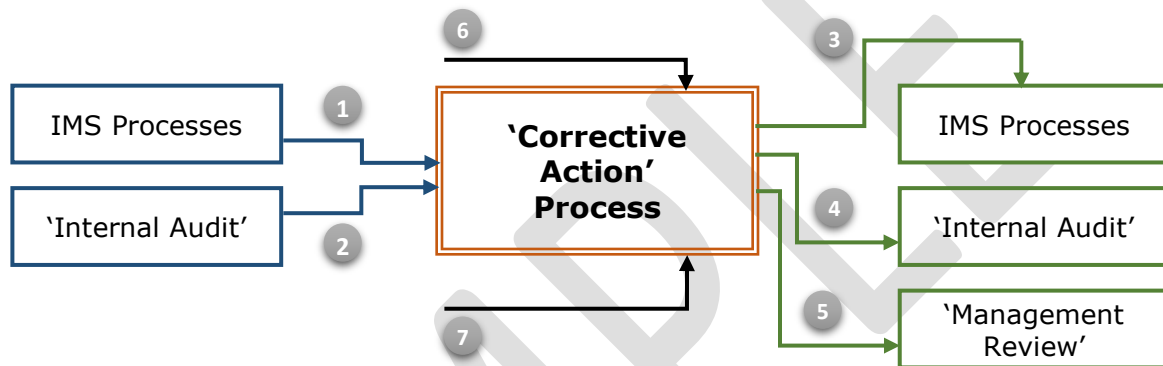 6
3
1
IMS Processes
‘Corrective
Action’
Process
IMS Processes
‘Internal Audit’
2
4
‘Internal Audit’
7
5
‘Management
Review’